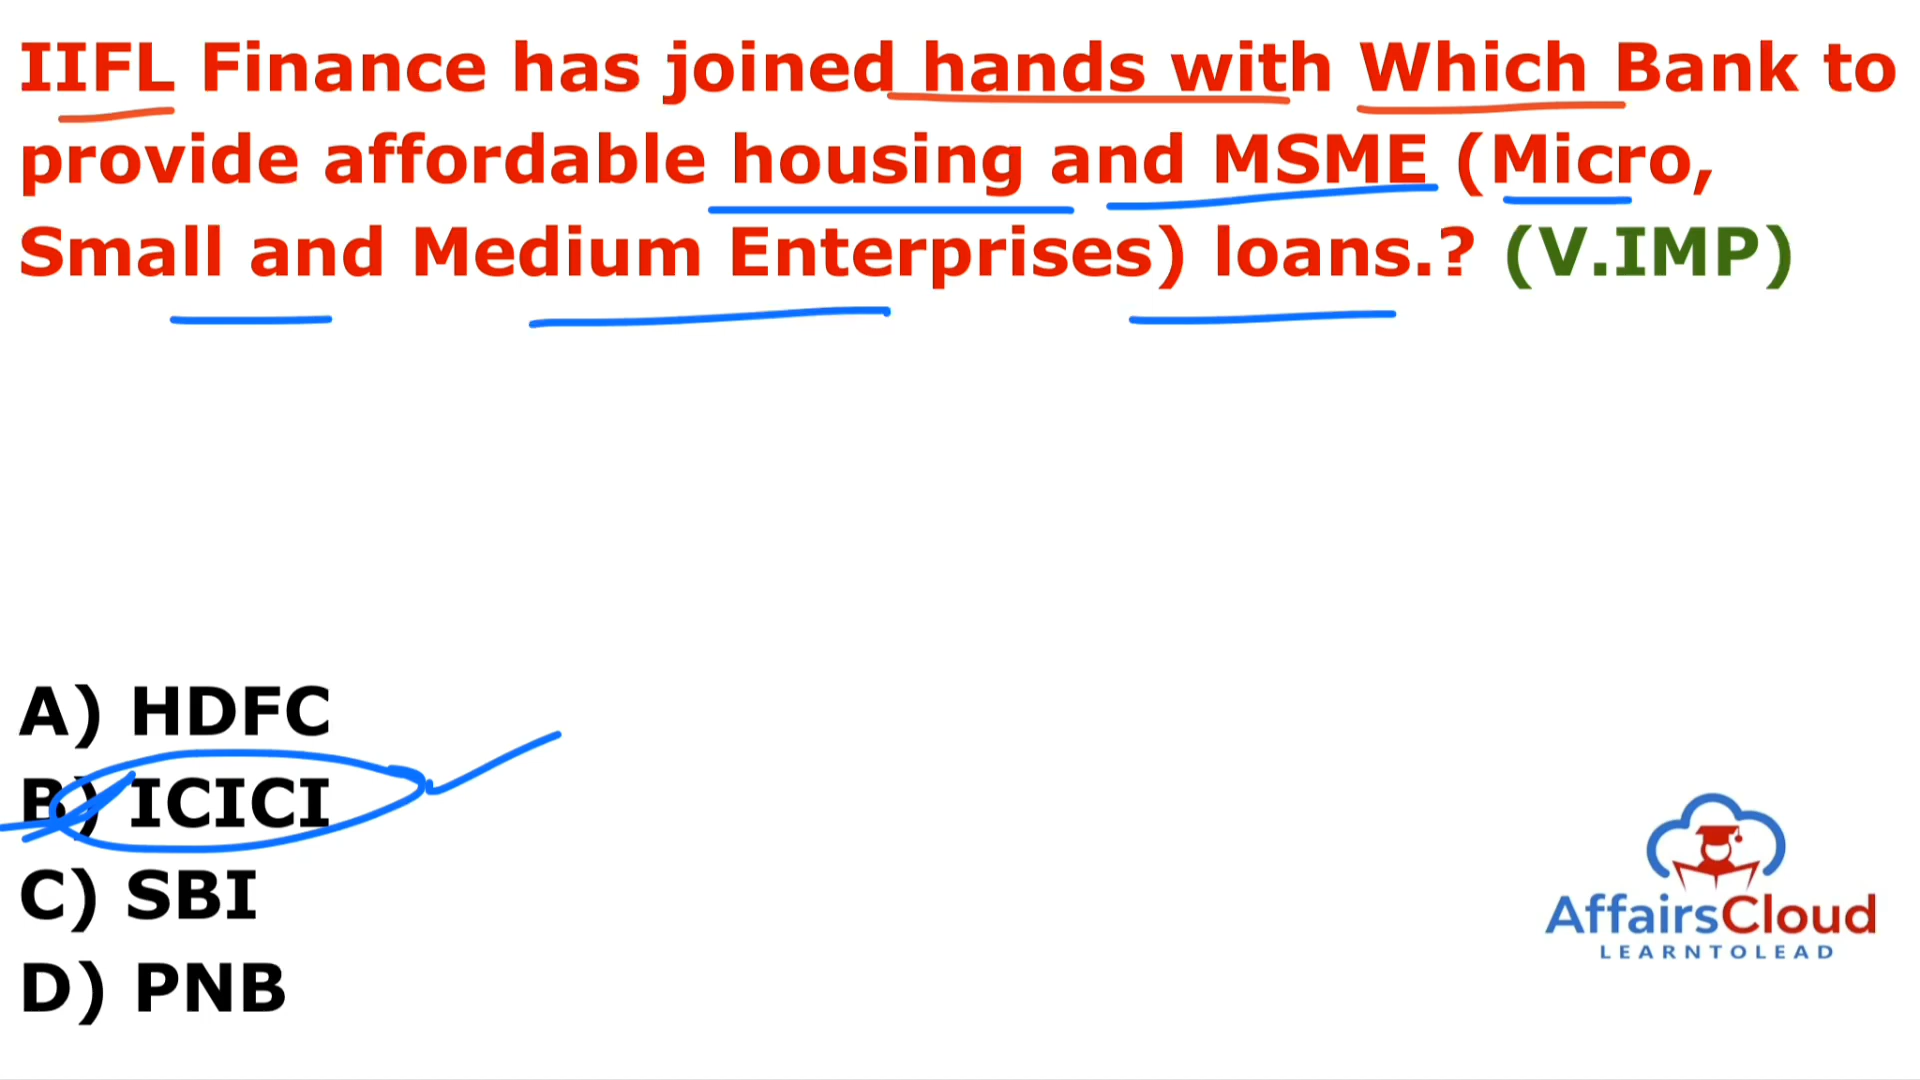 IIFL Finance has joined hands with Which Bank to
provide affordable housing and MSME (Micro,
Small and Medium Enterprises) loans.? (V.IMP)
A) HDFC
B) ICICI
C) SBI
D) PNB
AffairsCloud
LEARNTOLEAD